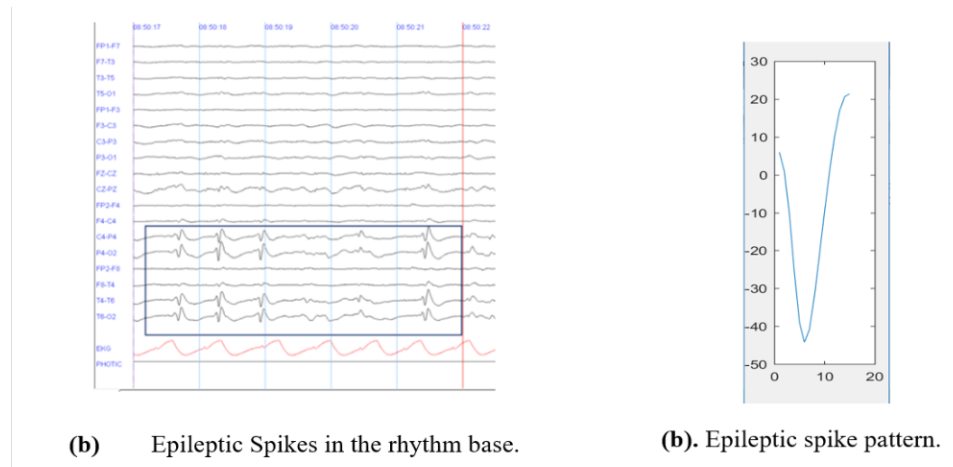 08:50:17 08:50:18 08:50:19 08:50:20 08:50:21 08:50:22
FP1-F7
F7-T3
T3-T5
T5-O1
FP1-F3
F3-C3
C3-P3
P3-O1
FZ-CZ
CZ-PZ
FP2-F4
F4-C4
C4-P4
P4-O2
FP2-F8
F8-T4
T4-T6
T6-O2
EKG
PHOTIC
(b) Epileptic Spikes in the rhythm base.
30
20
10
0
-10
-20
-30
-40
-50
0 10 20
(b). Epileptic spike pattern.